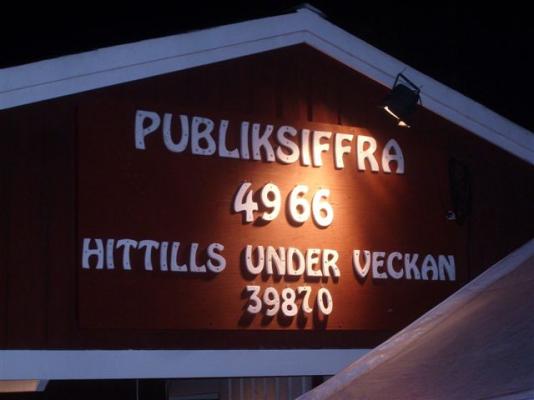 PUBLIKSIFFRA
4966
HITTILLS UNDER VECKAN
39870